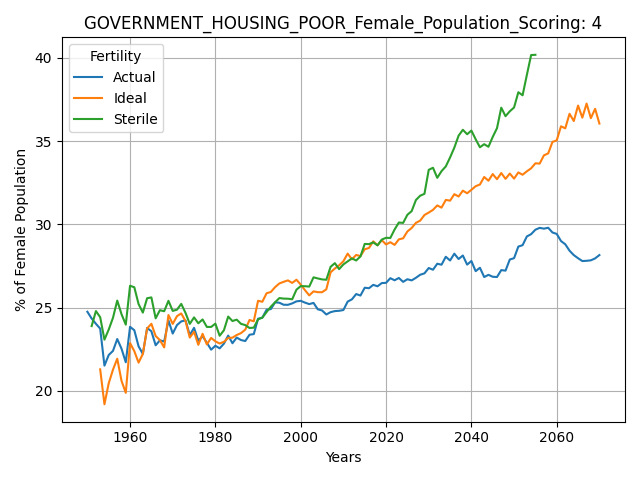 GOVERNMENT_HOUSING_POOR_Female_Population_Scoring: 4
Fertility
Actual
Ideal
Sterile
% of Female Population
40
35
30
25
20
1960
1980
2000
2020
2040
2060
Years